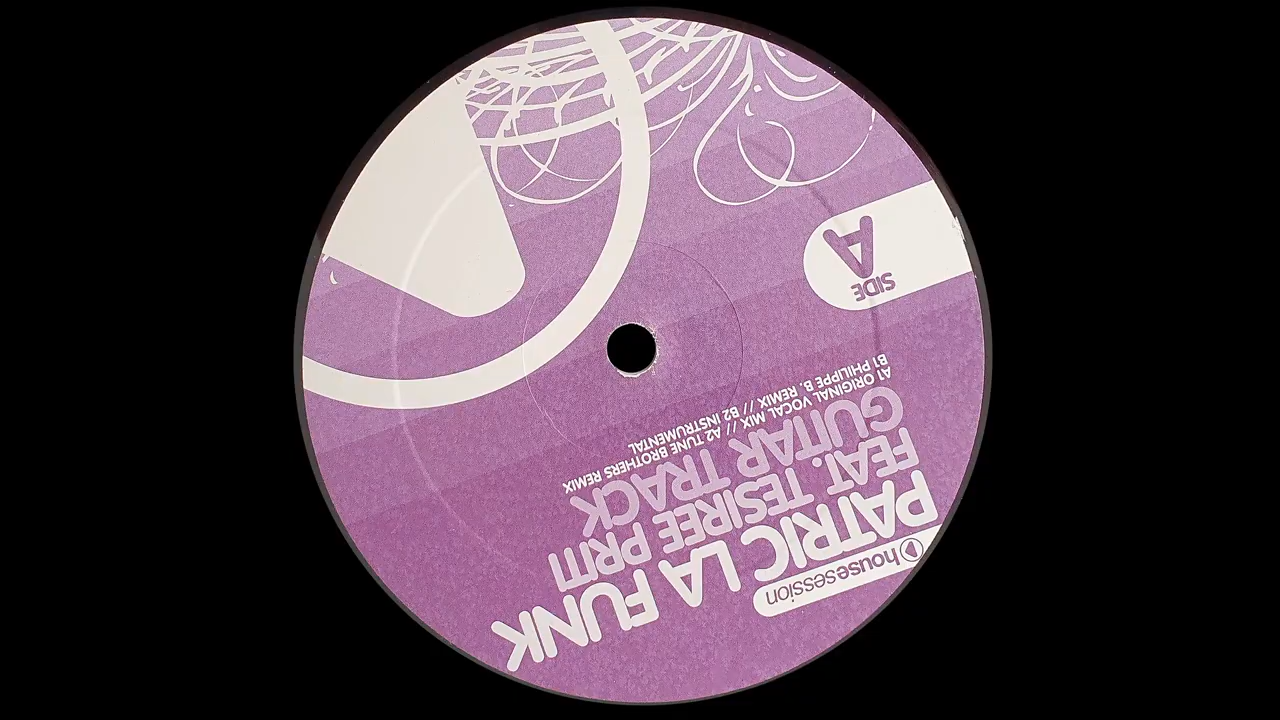 housesession
PATRIC LA FUNK
FEAT. TESIREE PRITI
GUITAR TRACK
A1 ORIGINAL VOCAL MIX // A2 TUNE BROTHERS REMIX
B1 PHILIPPE B. REMIX // B2 INSTRUMENTAL
SIDE
A